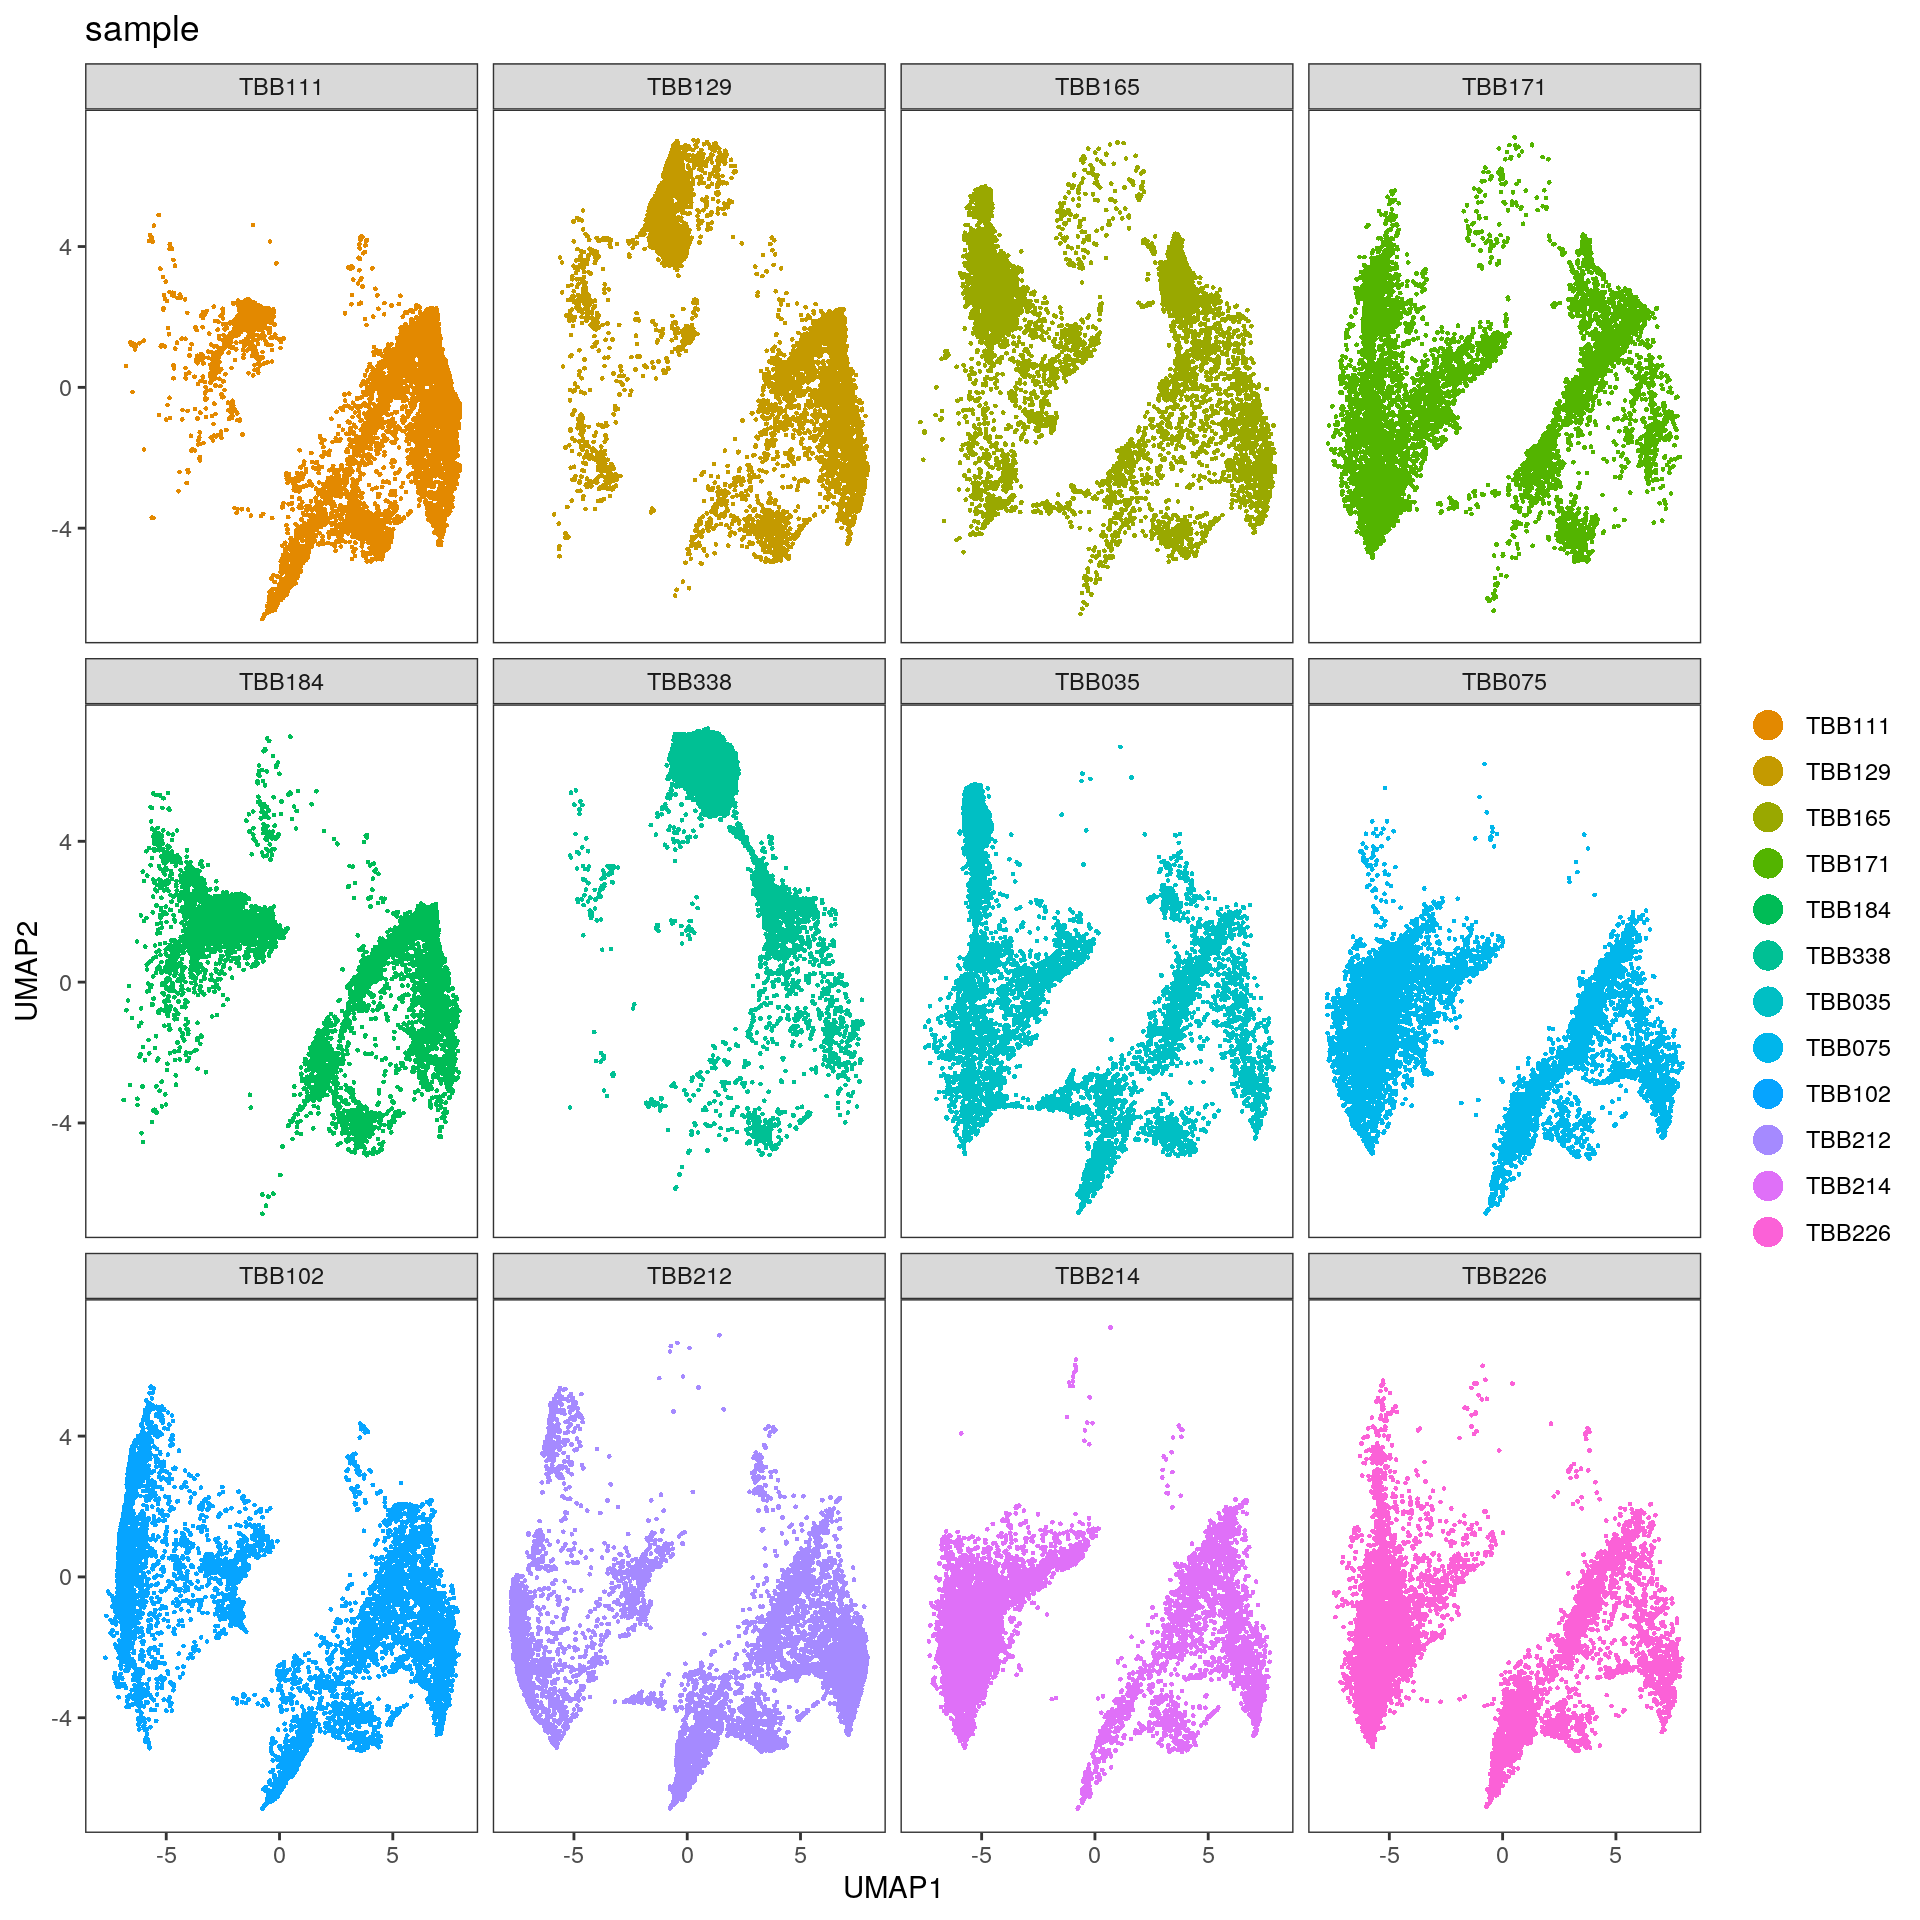 sample
TBB111 TBB129 TBB165 TBB171
4
0
-4
TBB184 TBB338 TBB035 TBB075
4
0
-4
TBB102 TBB212 TBB214 TBB226
4
0
-4
-5 0 5 -5 0 5 -5 0 5 -5 0 5
UMAP1
UMAP2
TBB111
TBB129
TBB165
TBB171
TBB184
TBB338
TBB035
TBB075
TBB102
TBB212
TBB214
TBB226